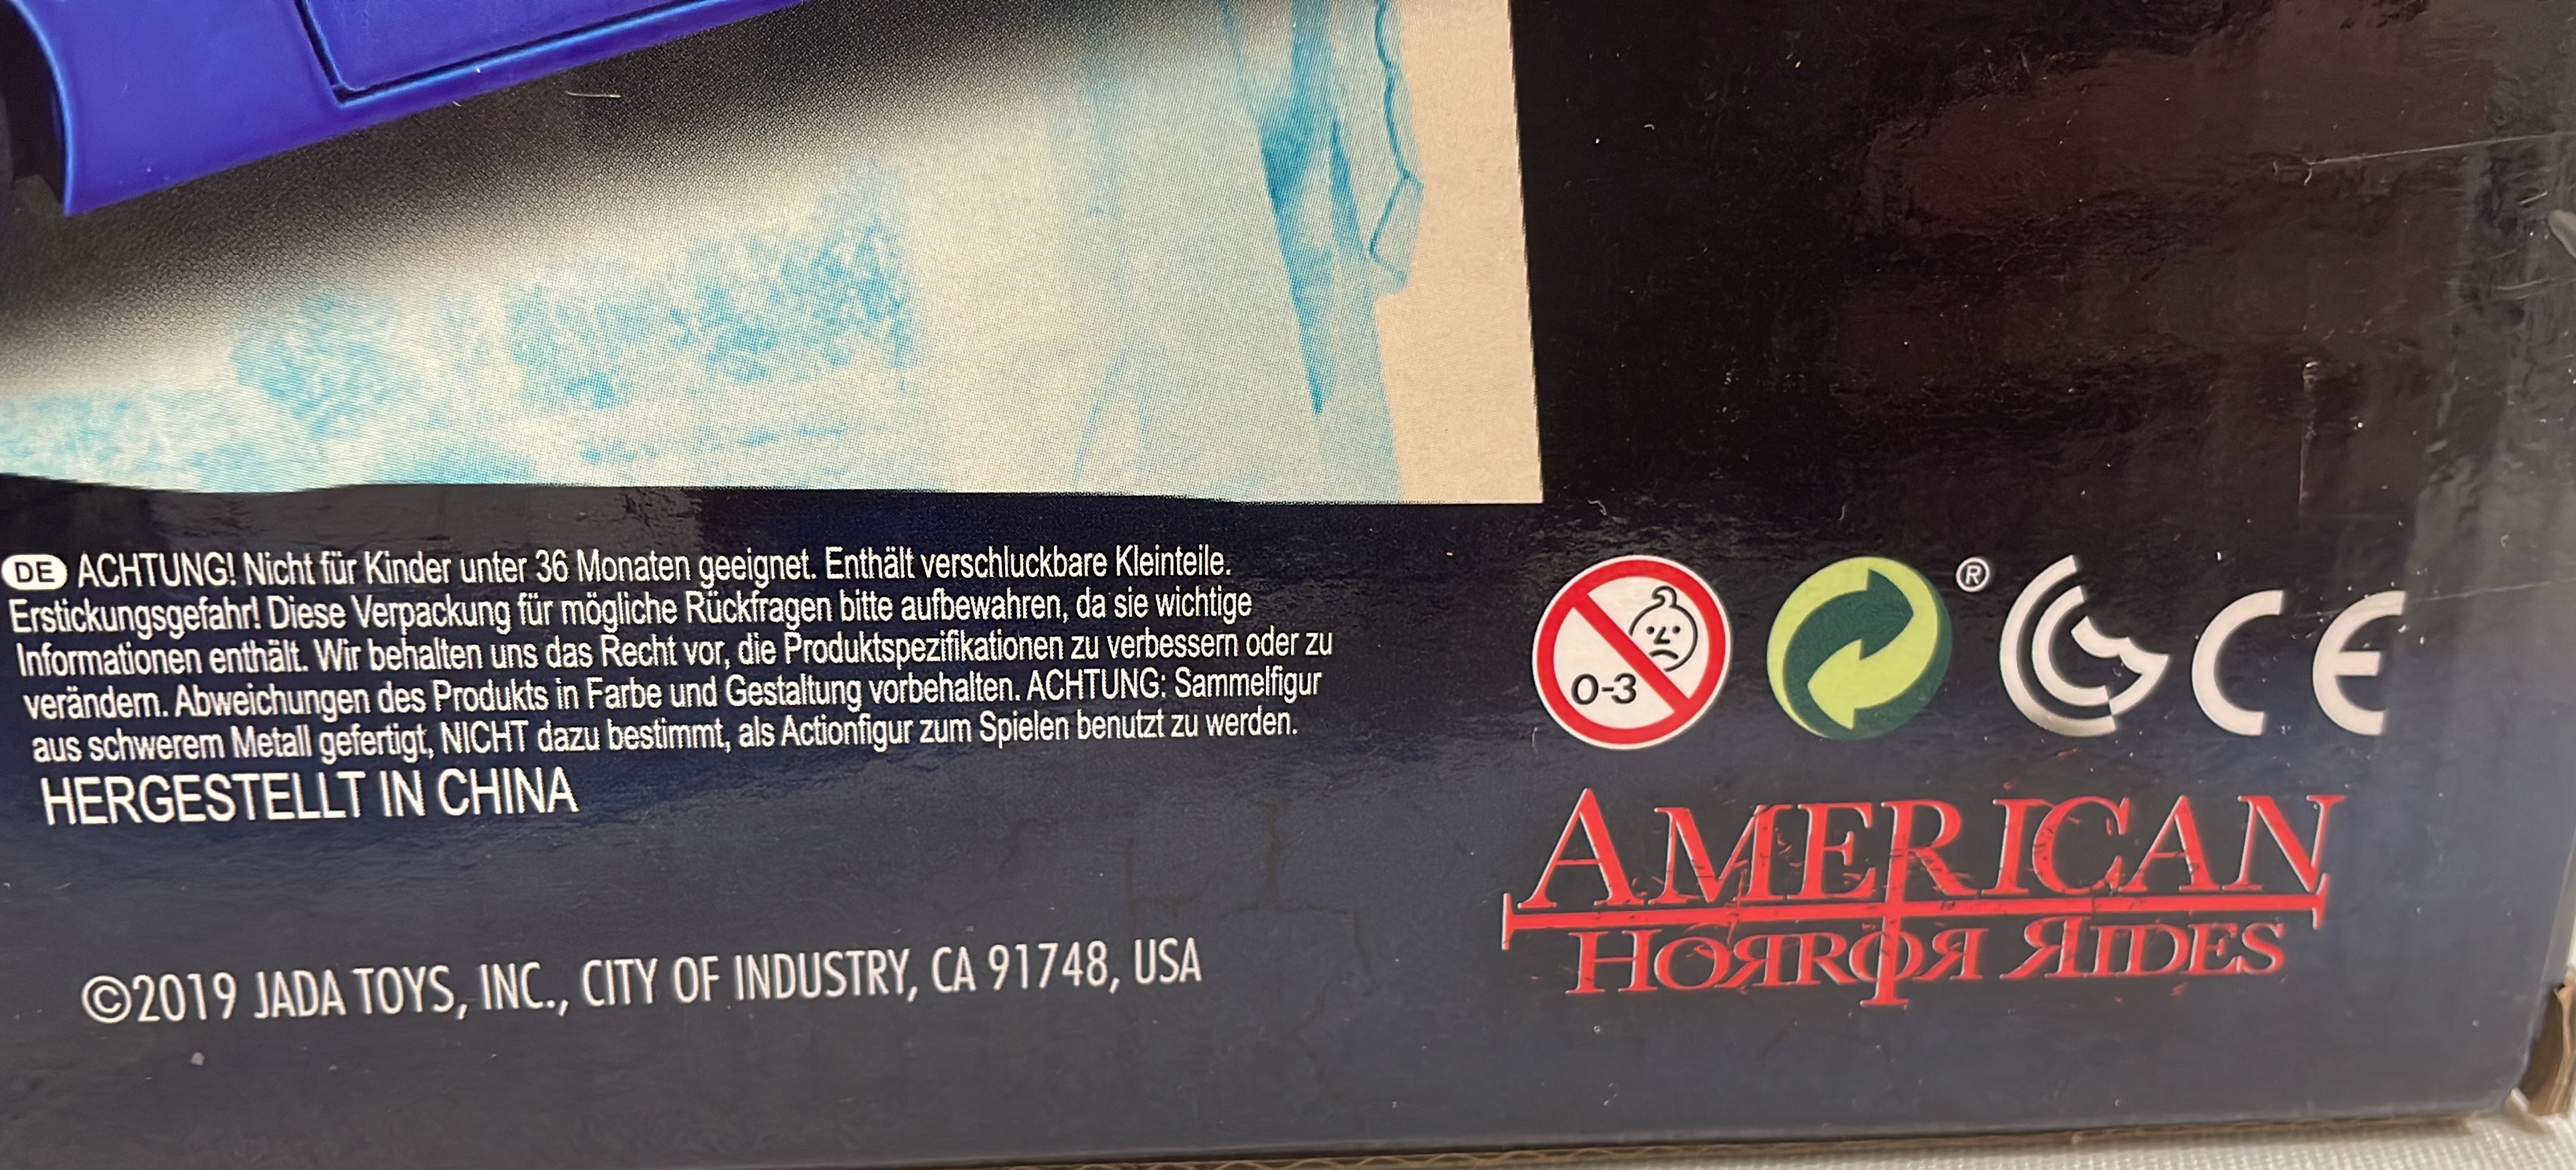 DE ACHTUNG! Nicht für Kinder unter 36 Monaten geeignet. Enthält verschluckbare Kleinteile.
Erstickungsgefahr! Diese Verpackung für mögliche Rückfragen bitte aufbewahren, da sie wichtige
Informationen enthält. Wir behalten uns das Recht vor, die Produktspezifikationen zu verbessern oder zu
verändern. Abweichungen des Produkts in Farbe und Gestaltung vorbehalten. ACHTUNG: Sammelfigur
aus schwerem Metall gefertigt, NICHT dazu bestimmt, als Actionfigur zum Spielen benutzt zu werden.
HERGESTELLT IN CHINA
©2019 JADA TOYS, INC., CITY OF INDUSTRY, CA 91748, USA
0-3
® CE
AMERICAN
HORROR RIDES